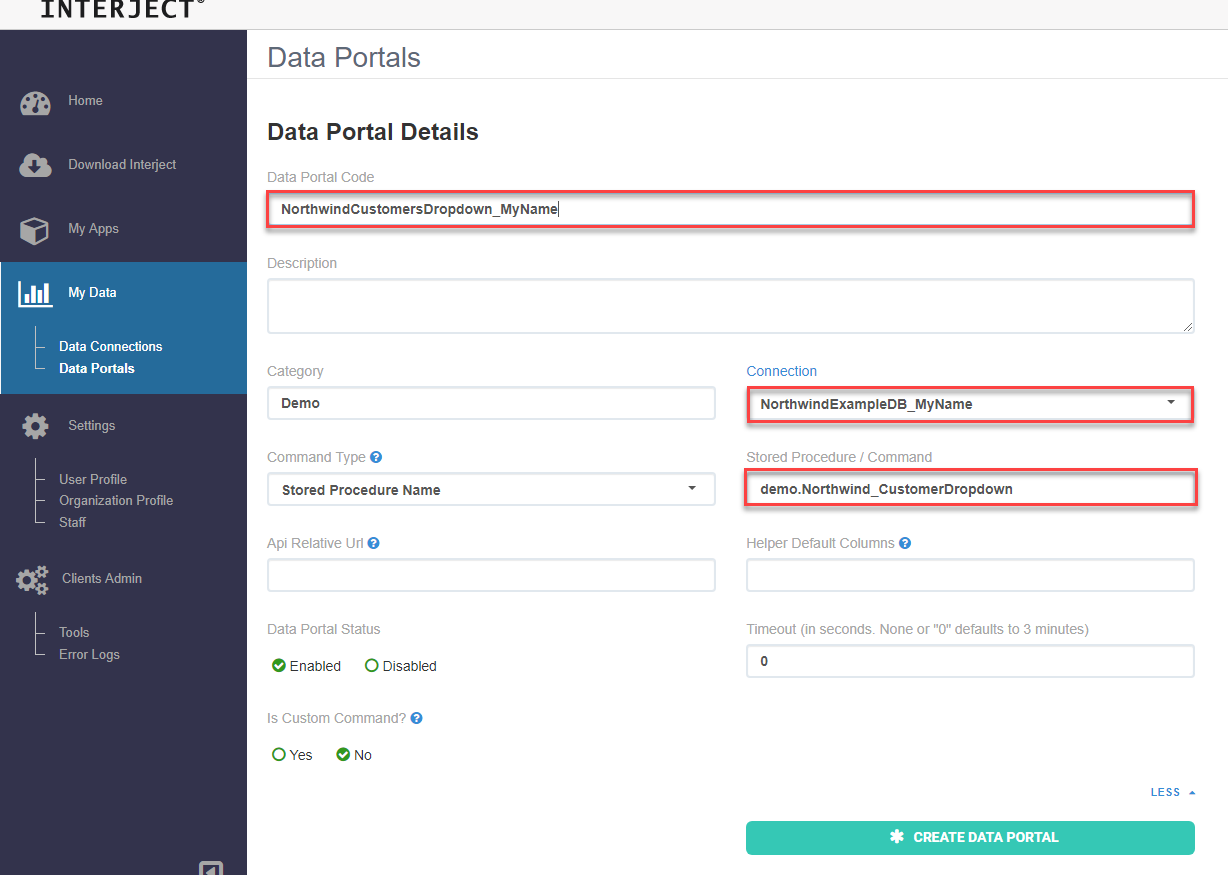 INTERJECT®
Data Portals
Home
Download Interject
My Apps
My Data
Data Connections
Data Portals
Settings
User Profile
Organization Profile
Staff
Clients Admin
Tools
Error Logs
Data Portal Details
Data Portal Code
NorthwindCustomersDropdown_MyName
Description
Category
Connection
Demo
NorthwindExampleDB_MyName
Command Type
Stored Procedure / Command
Stored Procedure Name
demo.Northwind_CustomerDropdown
Api Relative Url
Helper Default Columns
Data Portal Status
Timeout (in seconds. None or "0" defaults to 3 minutes)
Enabled Disabled
0
Is Custom Command?
Yes No
LESS
CREATE DATA PORTAL